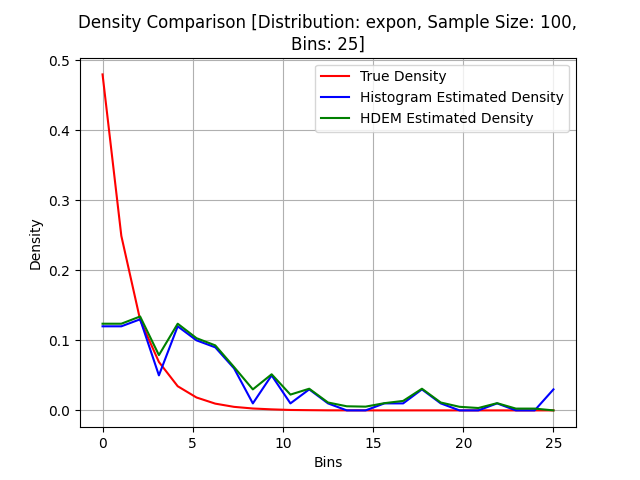 Density Comparison [Distribution: expon, Sample Size: 100,
Bins: 25]
True Density
Histogram Estimated Density
HDEM Estimated Density
Density
0.5
0.4
0.3
0.2
0.1
0.0
0 5 10 15 20 25
Bins